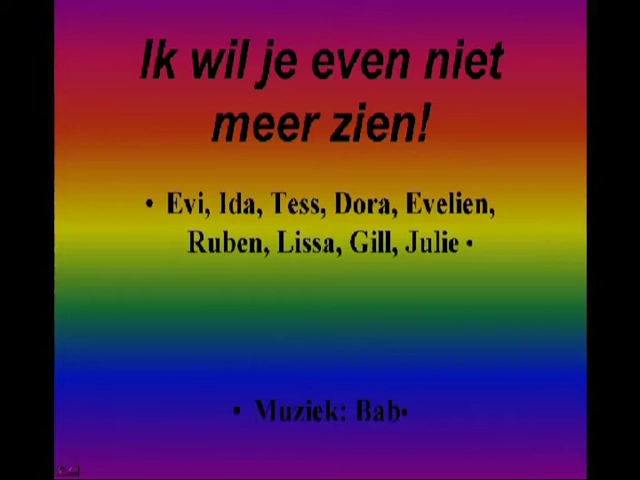 Ik wil je even niet
meer zien!
• Evi, Ida, Tess, Dora, Evelien,
Ruben, Lissa, Gill, Julie •
• Muziek: Bab•